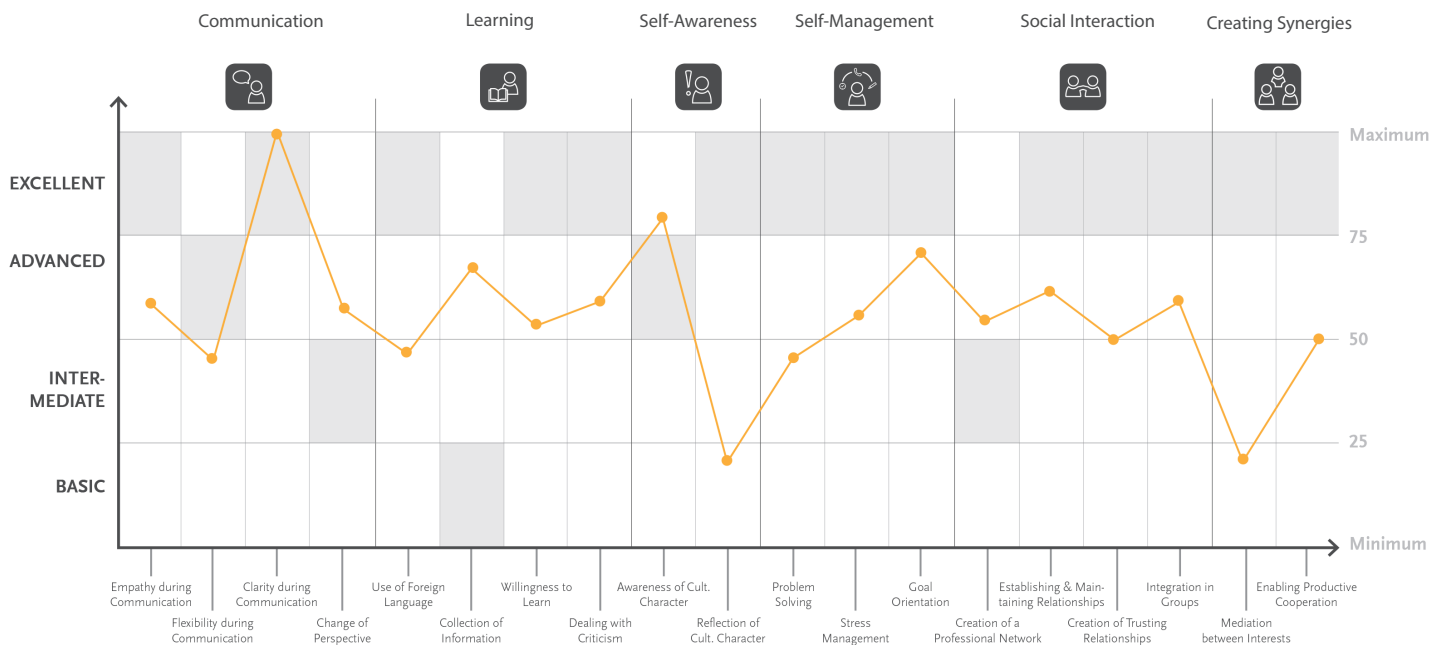 Communication
Learning
Self-Awareness
Self-Management
Social Interaction
Creating Synergies
EXCELLENT
ADVANCED
INTER-
MEDIATE
BASIC
Maximum
75
50
25
Minimum
Empathy during
Communication
Flexibility during
Communication
Clarity during
Communication
Change of
Perspective
Use of Foreign
Language
Collection of
Information
Willingness to
Learn
Dealing with
Criticism
Awareness of Cult.
Character
Reflection of
Cult. Character
Problem
Solving
Stress
Management
Goal
Orientation
Creation of a
Professional Network
Establishing & Main-
taining Relationships
Creation of Trusting
Relationships
Integration in
Groups
Mediation
between Interests
Enabling Productive
Cooperation